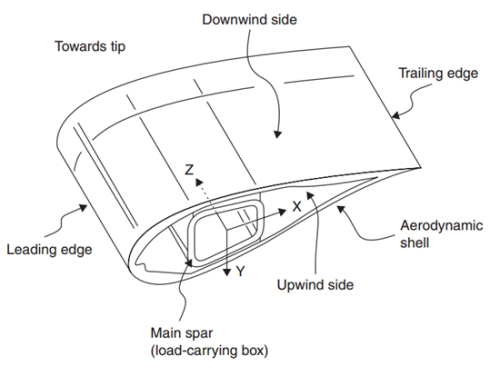 Downwind side
Towards tip
Trailing edge
Z
X
Aerodynamic
shell
Leading edge
Y
Upwind side
Main spar
(load-carrying box)